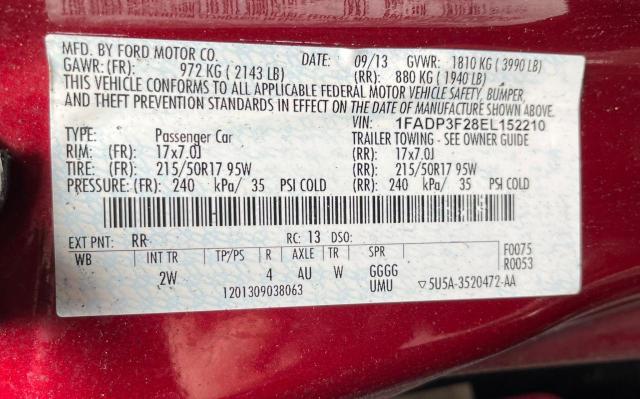 MFD. BY FORD MOTOR CO. DATE: 09/13 GVWR: 1810 KG ( 3990 LB)
GAWR: (FR): 972 KG ( 2143 LB) (RR): 880 KG ( 1940 LB)
THIS VEHICLE CONFORMS TO ALL APPLICABLE FEDERAL MOTOR VEHICLE SAFETY, BUMPER,
AND THEFT PREVENTION STANDARDS IN EFFECT ON THE DATE OF MANUFACTURE SHOWN ABOVE.
VIN: 1FADP3F28EL152210
TYPE: Passenger Car TRAILER TOWING - SEE OWNER GUIDE
RIM: (FR): 17x7.0J (RR): 17x7.0J
TIRE: (FR): 215/50R17 95W (RR): 215/50R17 95W
PRESSURE: (FR): 240 kPa/ 35 PSI COLD (RR): 240 kPa/ 35 PSI COLD
EXT PNT: RR RC: 13 DSO: F0075
WB INT TR TP/PS R AXLE TR SPR R0053
2W 4 AU W GGGG
1201309038063 UMU ▽5U5A-3520472-AA